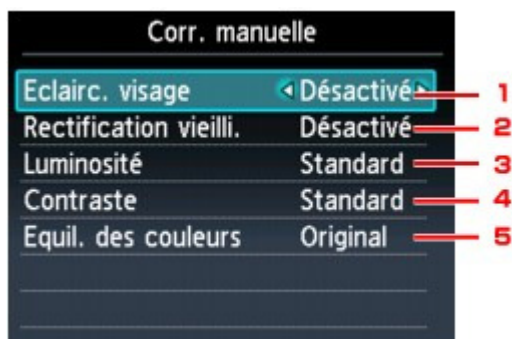 Corr. manuelle
Eclairc. visage Désactivé 1
Rectification vieilli. Désactivé 2
Luminosité Standard 3
Contraste Standard 4
Equil. des couleurs Original 5